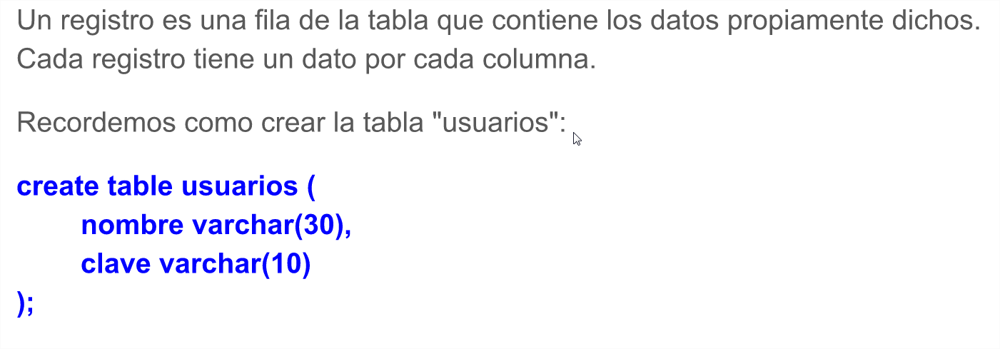 Un registro es una fila de la tabla que contiene los datos propiamente dichos.
Cada registro tiene un dato por cada columna.
Recordemos como crear la tabla "usuarios":
create table usuarios (
nombre varchar(30),
clave varchar(10)
);